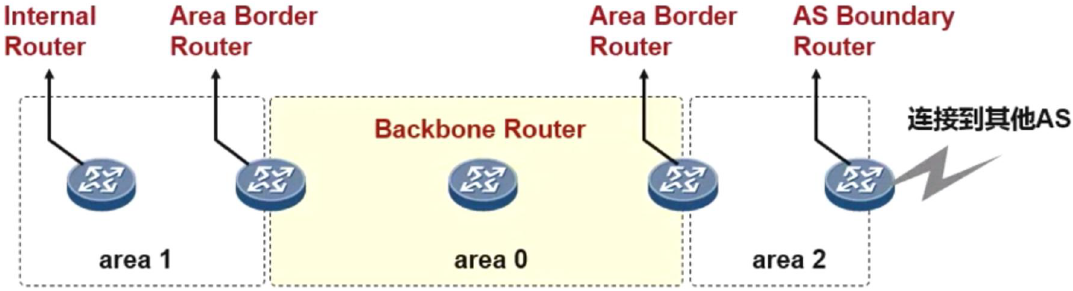 Internal
Router
Area Border
Router
Area Border
Router
AS Boundary
Router
Backbone Router
连接到其他AS
area 1
area 0
area 2